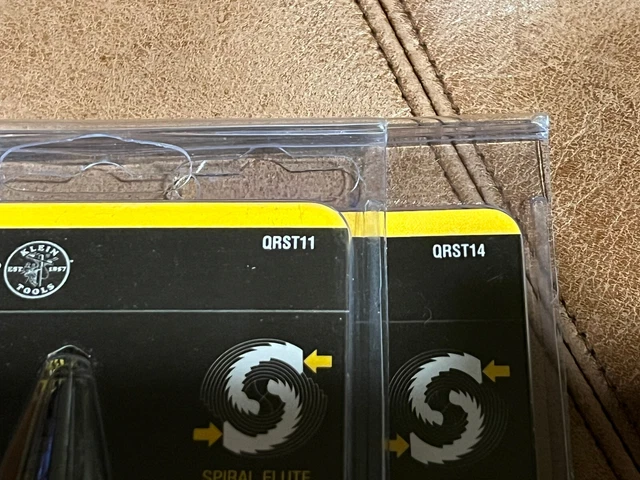 QRST11
QRST14
KLEIN
EST. 1857
TOOLS
SPIRAL FLUTE